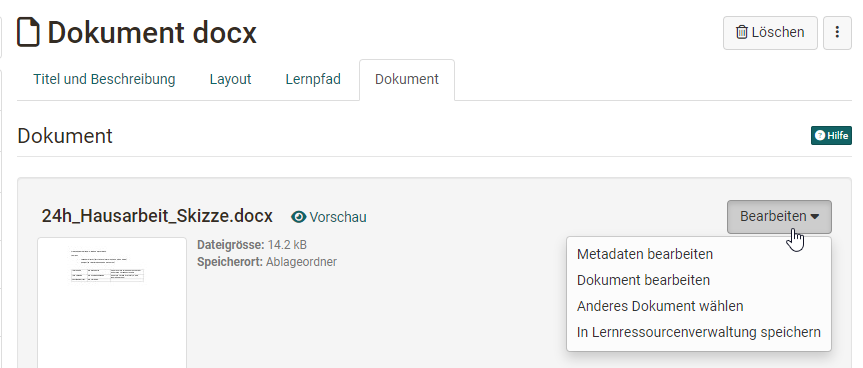 Dokument docx
Löschen
Titel und Beschreibung
Layout
Lernpfad
Dokument
Dokument
Hilfe
24h_Hausarbeit_Skizze.docx
Vorschau
Bearbeiten
Dateigrösse: 14.2 kB
Speicherort: Ablageordner
Metadaten bearbeiten
Dokument bearbeiten
Anderes Dokument wählen
In Lernressourcenverwaltung speichern